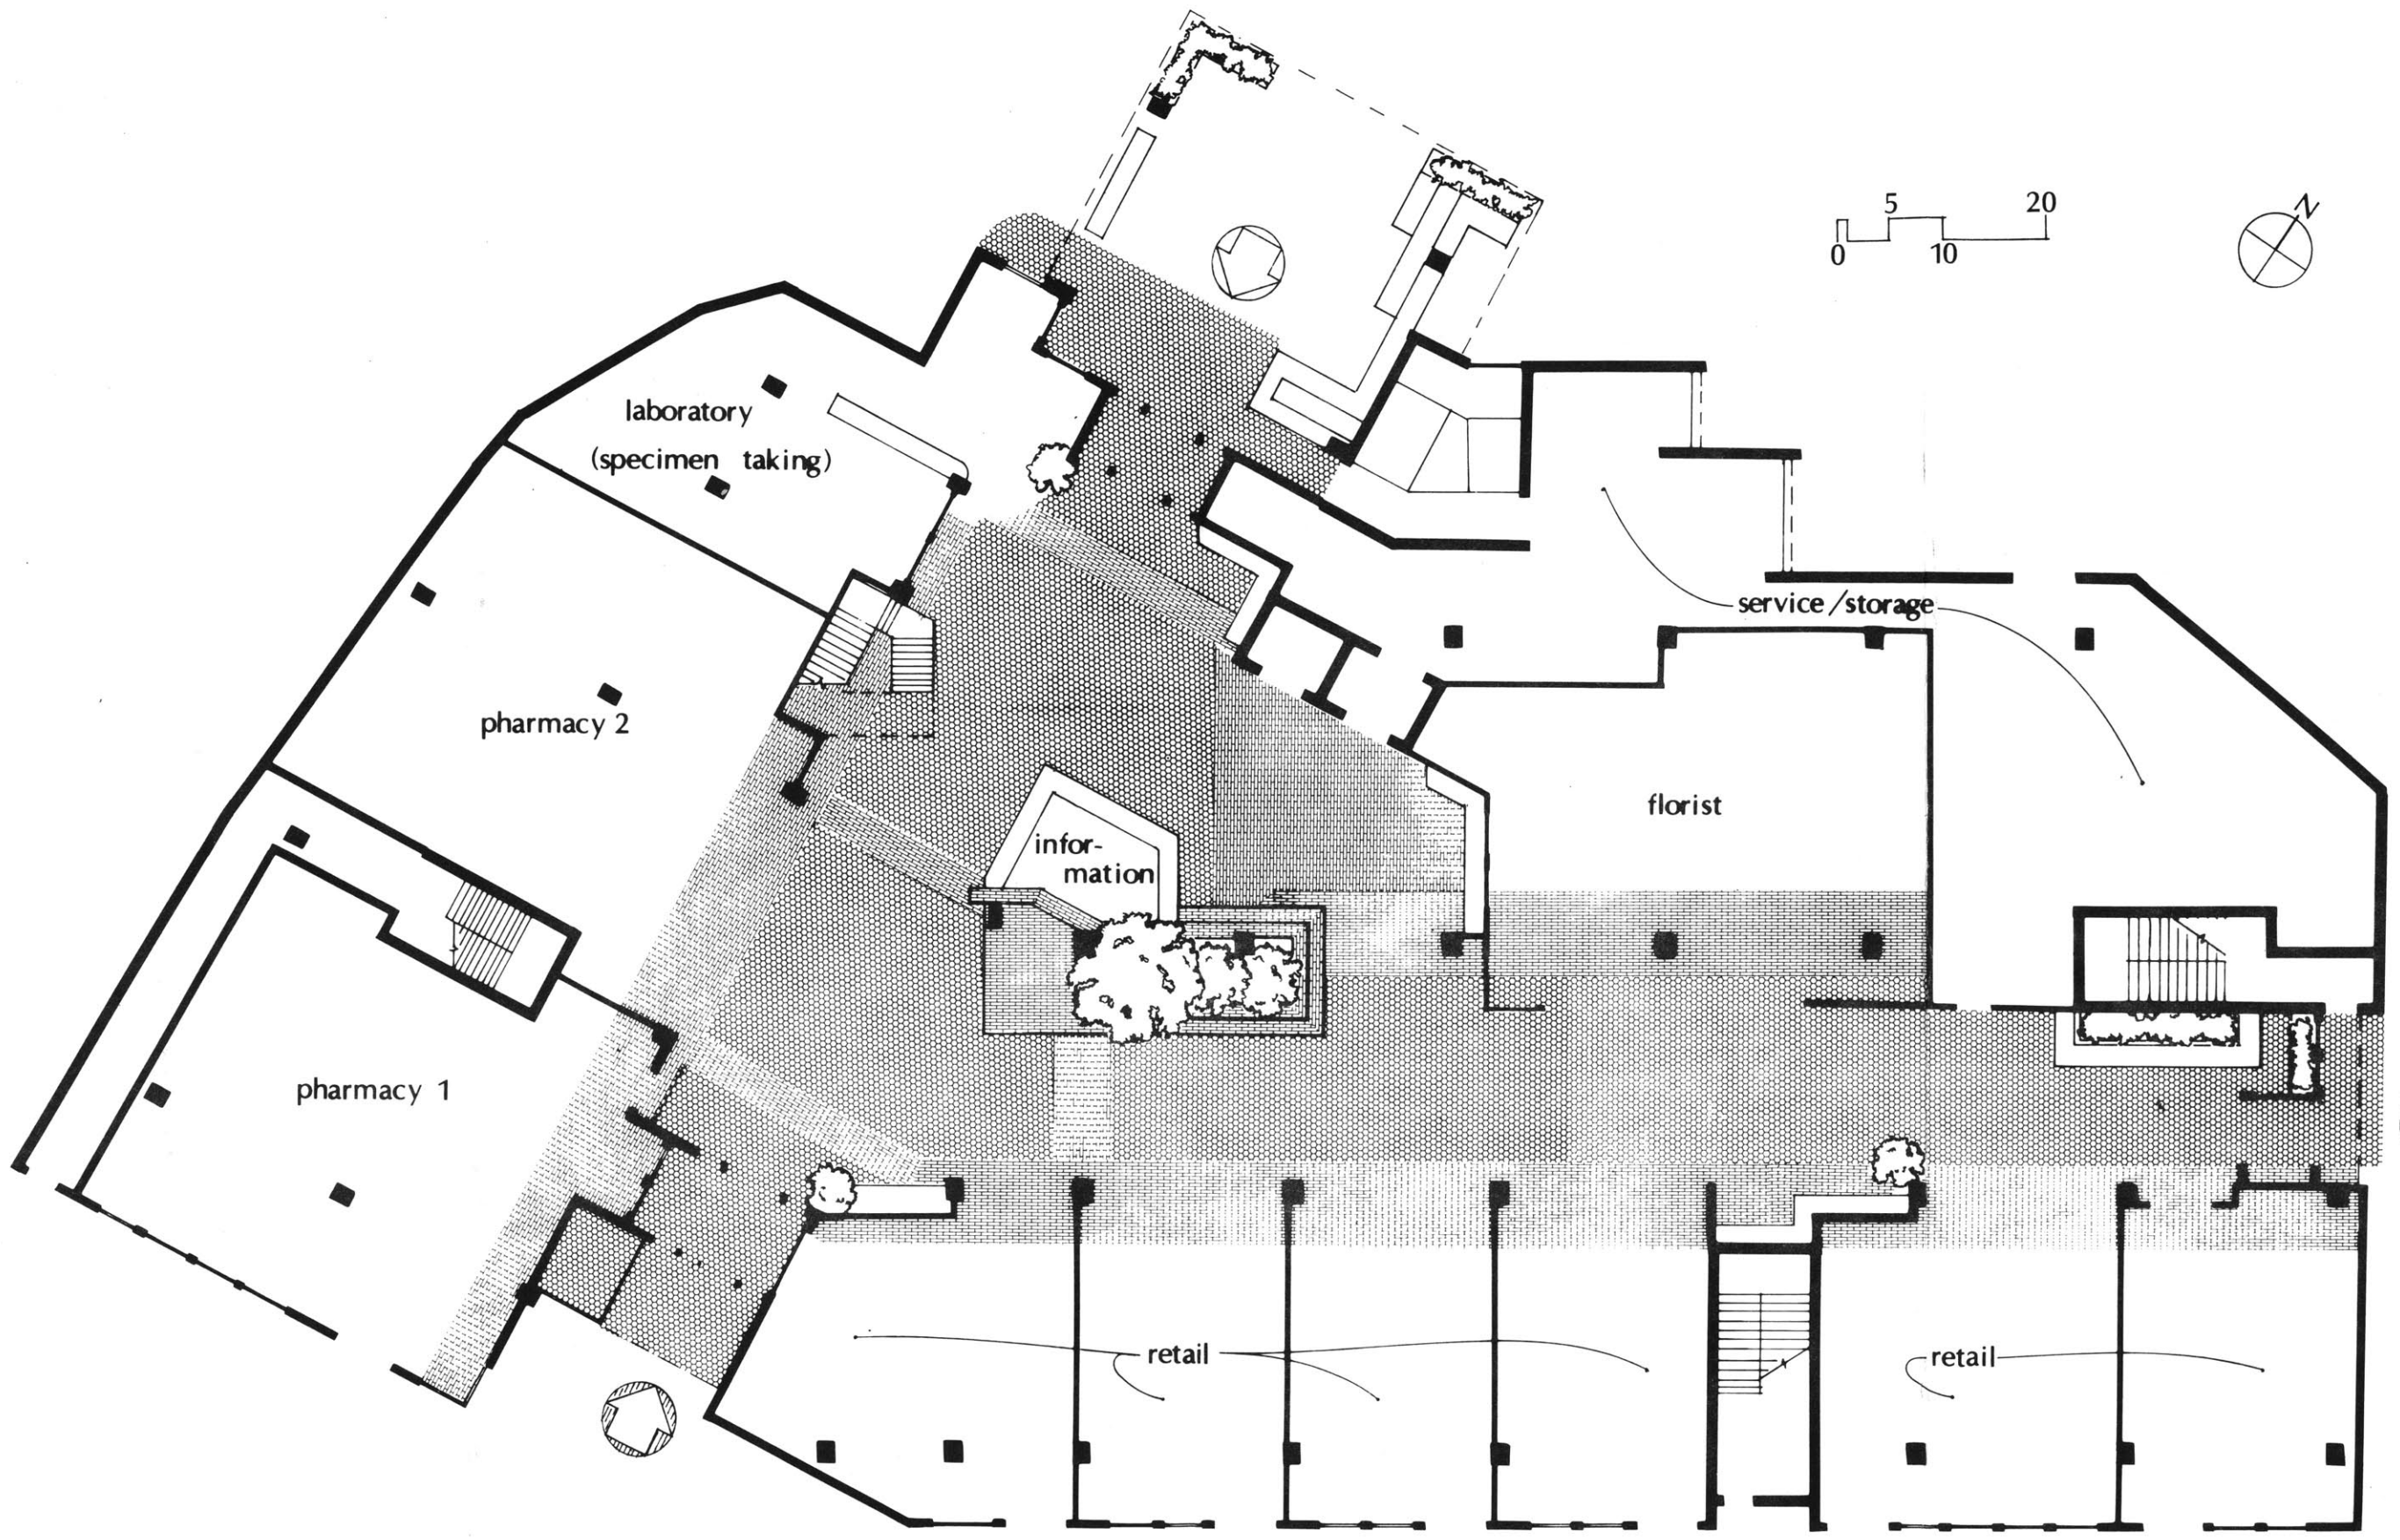 N
5 20
0 10
laboratory
(specimen taking)
service/storage
pharmacy 2
florist
infor-
mation
pharmacy 1
retail
retail